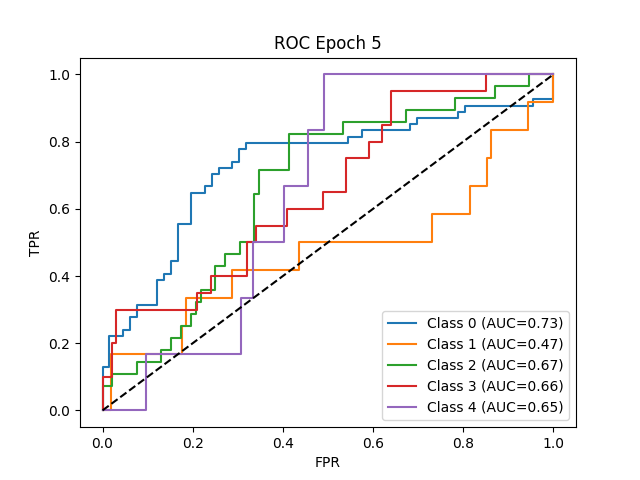 ROC Epoch 5
TPR
1.0
0.8
0.6
0.4
0.2
0.0
Class 0 (AUC=0.73)
Class 1 (AUC=0.47)
Class 2 (AUC=0.67)
Class 3 (AUC=0.66)
Class 4 (AUC=0.65)
0.0 0.2 0.4 0.6 0.8 1.0
FPR